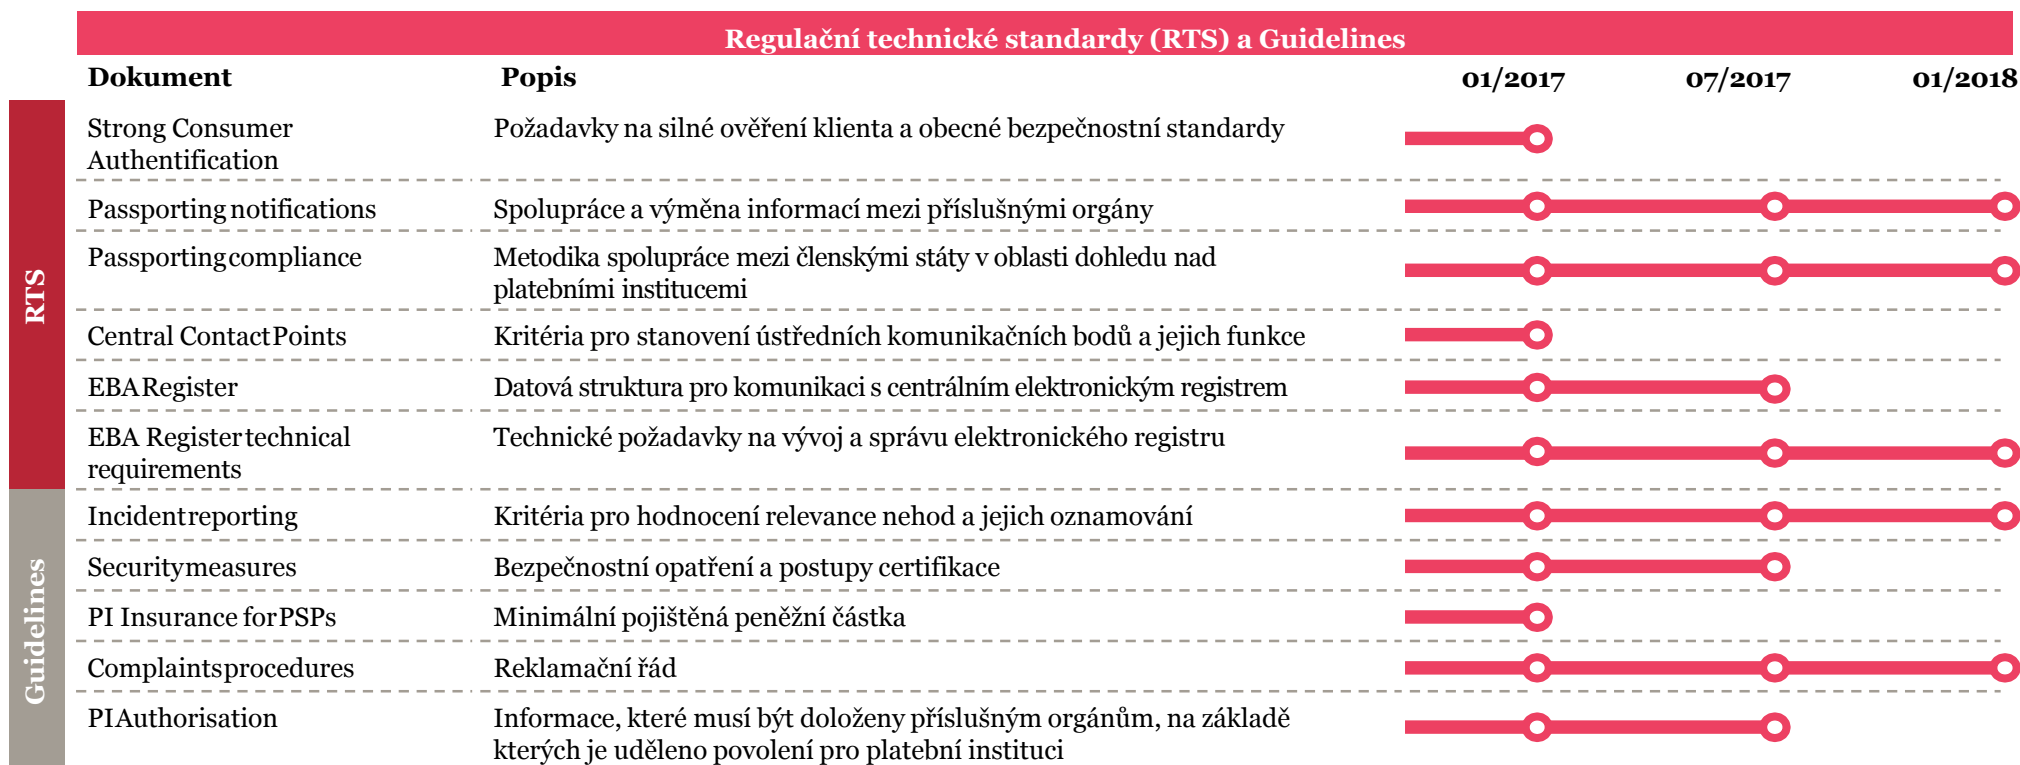 Regulační technické standardy (RTS) a Guidelines
Dokument Popis 01/2017 07/2017 01/2018
RTS
Strong Consumer
Authentification
Požadavky na silné ověření klienta a obecné bezpečnostní standardy
Passporting notifications
Spolupráce a výměna informací mezi příslušnými orgány
Passporting compliance
Metodika spolupráce mezi členskými státy v oblasti dohledu nad
platebními institucemi
Central Contact Points
Kritéria pro stanovení ústředních komunikačních bodů a jejich funkce
EBA Register
Datová struktura pro komunikaci s centrálním elektronickým registrem
EBA Register technical
requirements
Technické požadavky na vývoj a správu elektronického registru
Guidelines
Incident reporting
Kritéria pro hodnocení relevance nehod a jejich oznamování
Security measures
Bezpečnostní opatření a postupy certifikace
PI Insurance for PSPs
Minimální pojištěná peněžní částka
Complaints procedures
Reklamační řád
PI Authorisation
Informace, které musí být doloženy příslušným orgánům, na základě
kterých je uděleno povolení pro platební instituci